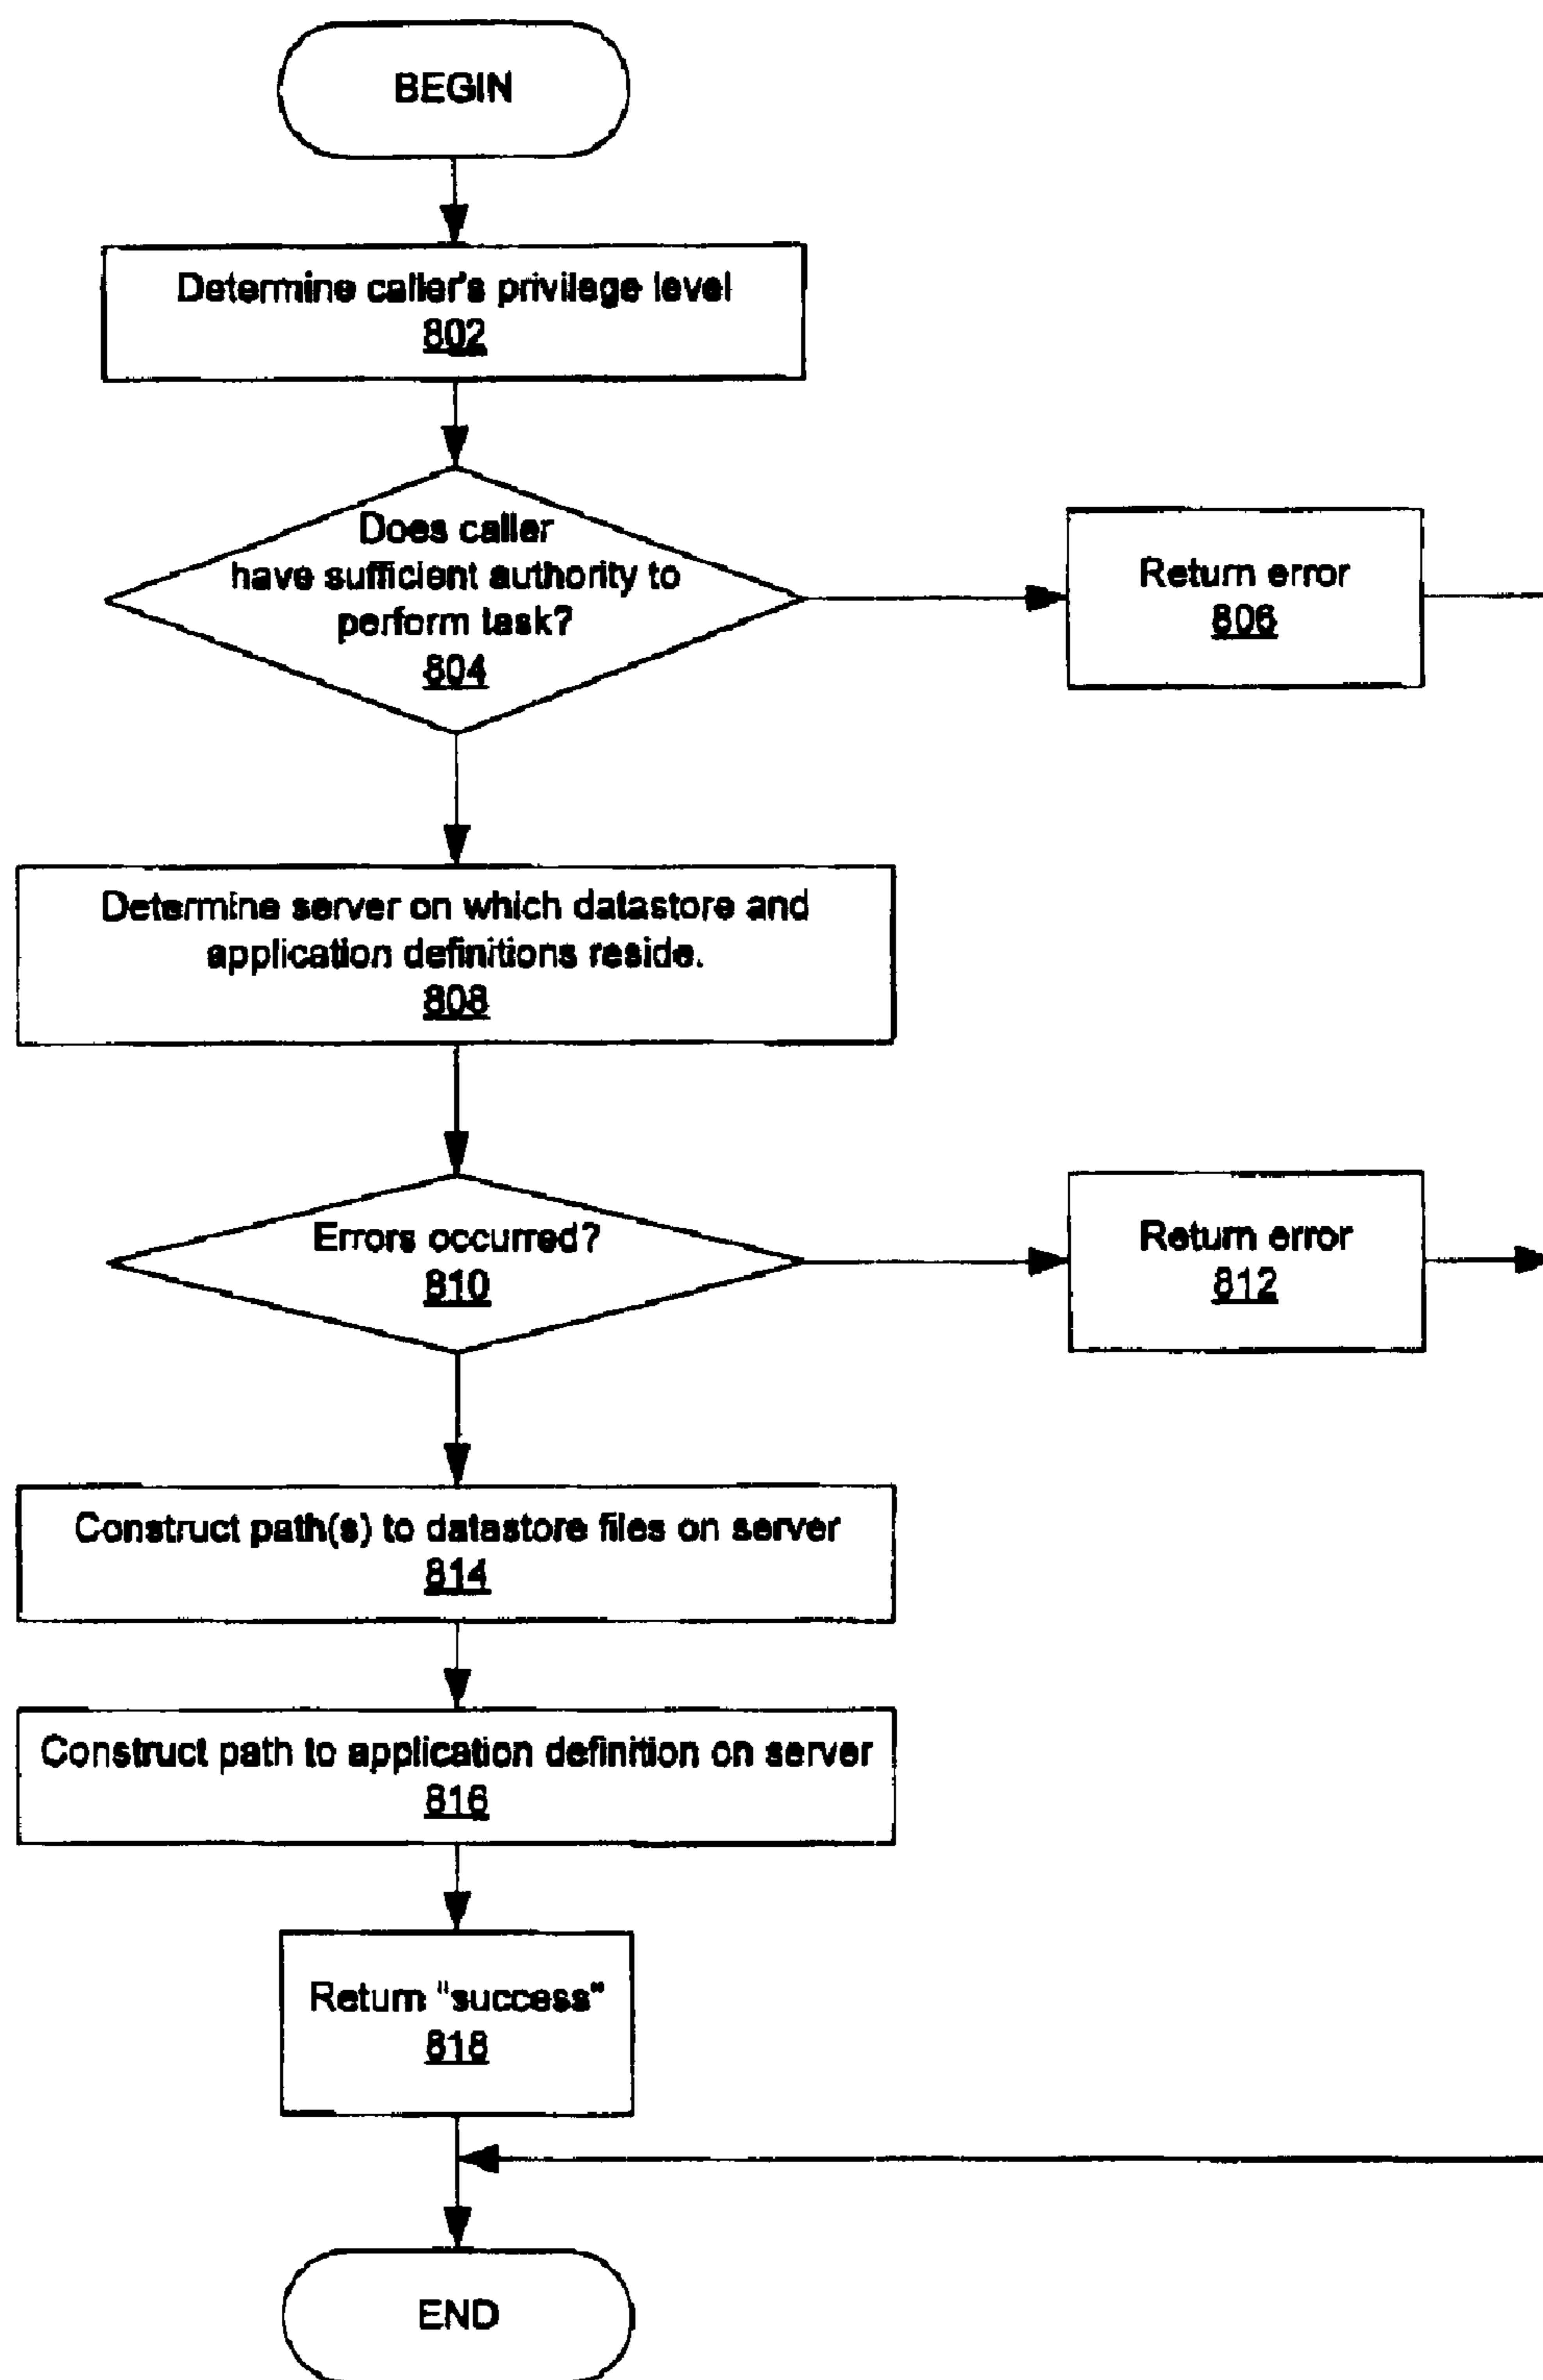 BEGIN
Determine caller's privilege level
802
Does caller
have sufficient authority to
perform task?
804
Return error
806
Determine server on which datastore and
application definitions reside.
808
Errors occurred?
810
Return error
812
Construct path(s) to datastore files on server
814
Construct path to application definition on server
816
Return "success"
818
END